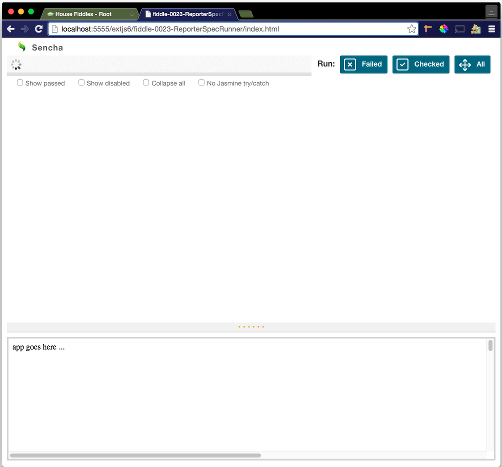 House Fiddles - Root
fiddle-0023-ReporterSpec
localhost:5555/extjs6/fiddle-0023-ReporterSpecRunner/index.html
Sencha
Run: Failed Checked All
Show passed Show disabled Collapse all No Jasmine try/catch
app goes here ...